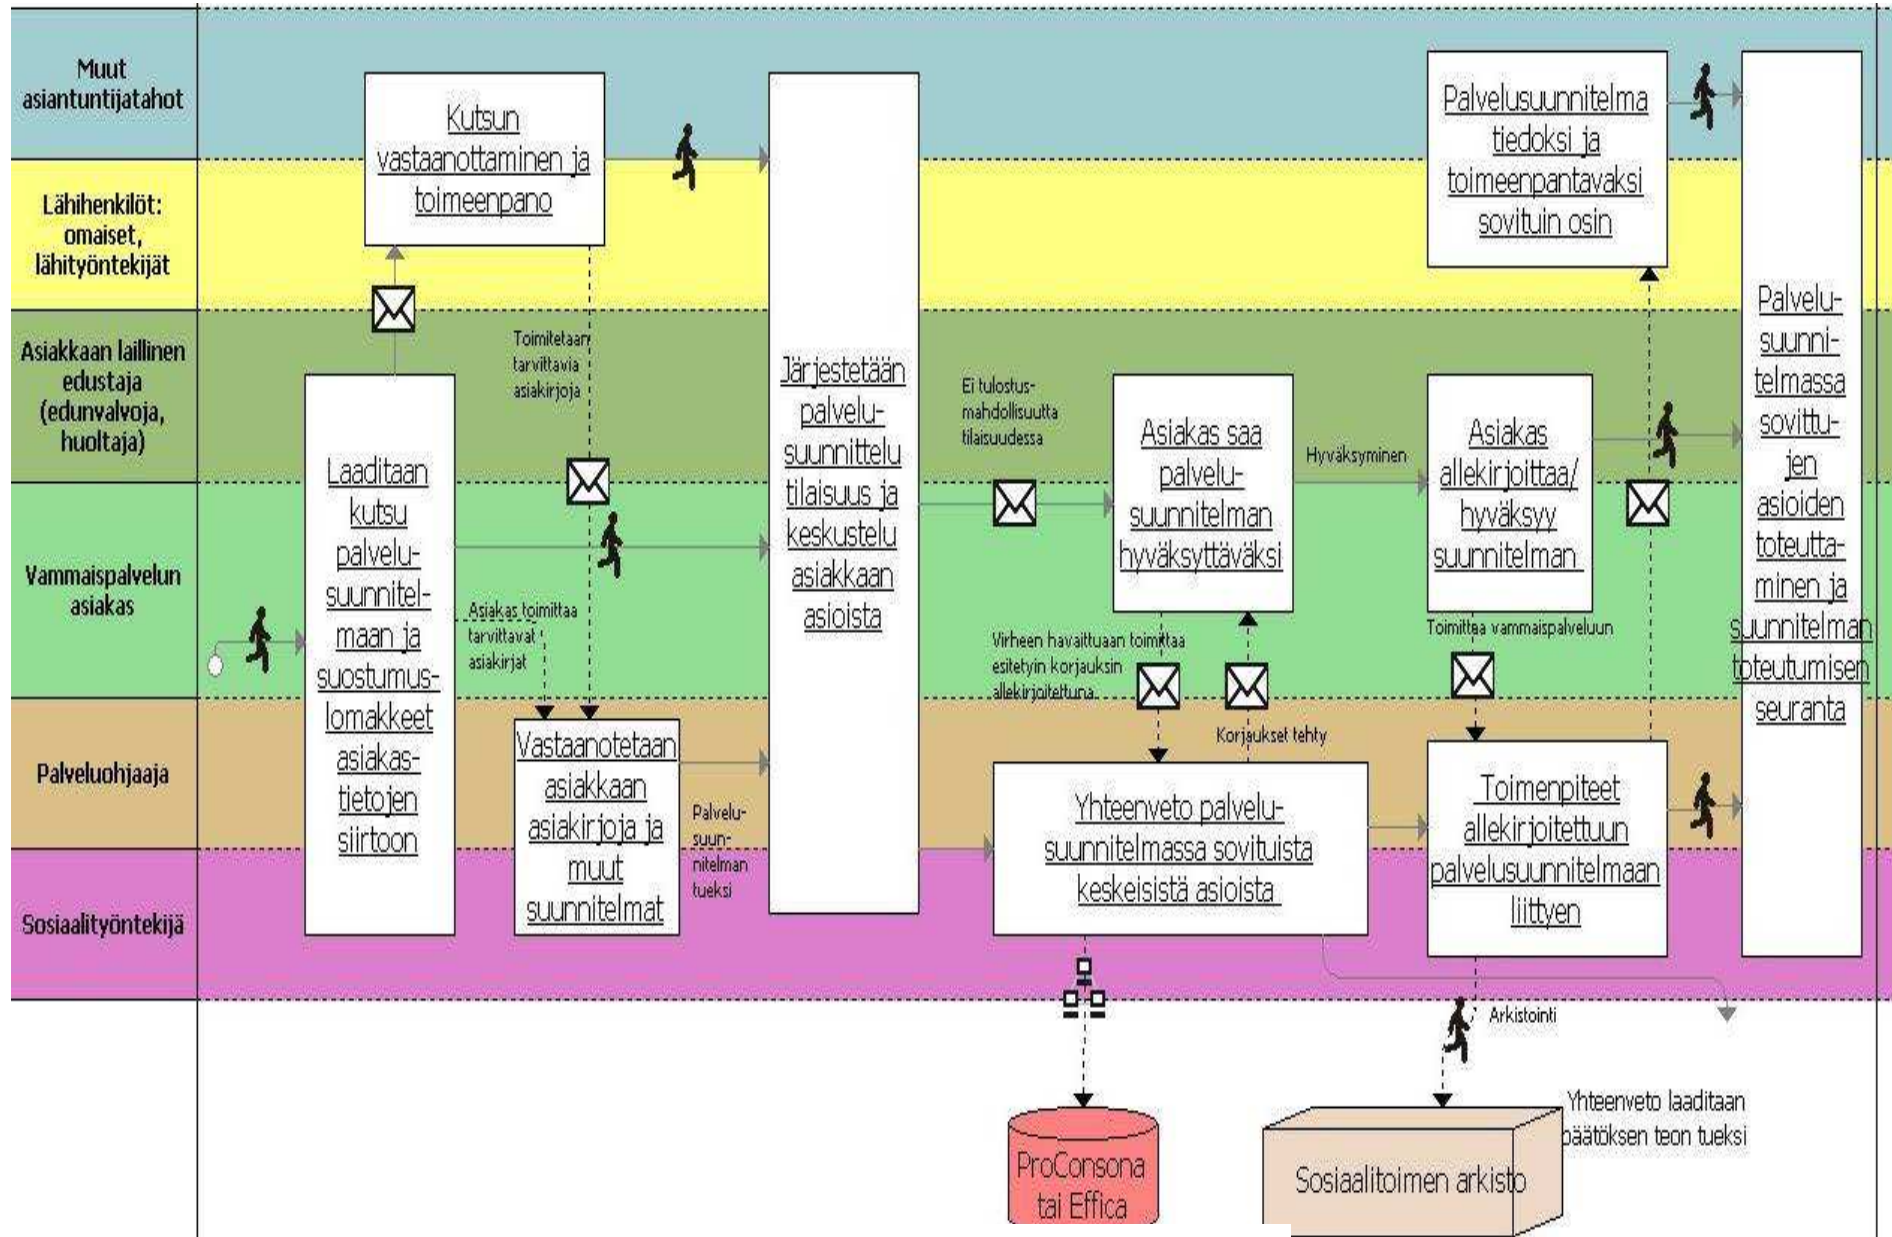 Muut
asiantuntijatahot
Lähihenkilöt:
omaiset,
lähityöntekijät
Asiakkaan laillinen
edustaja
(edunvalvoja,
huoltaja)
Vammaispalvelun
asiakas
Palveluohjaaja
Sosiaalityöntekijä
Laaditaan
kutsu
palvelu-
suunnitel-
maan ja
suostumus-
lomakkeet
asiakas-
tietojen
siirtoon
Kutsun
vastaanottaminen ja
toimeenpano
Toimitetaan
tarvittavia
asiakirjoja
Asiakas toimittaa
tarvittavat
asiakirjat
Vastaanotetaan
asiakkaan
asiakirjoja ja
muut
suunnitelmat
Palvelu-
suun-
nitelman
tueksi
Järjestetään
palvelu-
suunnittelu
tilaisuus ja
keskustelu
asiakkaan
asioista
Ei tulostus-
mahdollisuutta
tilaisuudessa
Asiakas saa
palvelu-
suunnitelman
hyväksyttäväksi
Hyväksyminen
Asiakas
allekirjoittaa/
hyväksyy
suunnitelman
Virheen havaittuaan toimittaa
esitetyin korjauksin
allekirjoitettuna
Korjaukset tehty
Toimittaa vammaispalveluun
Yhteenveto palvelu-
suunnitelmassa sovituista
keskeisistä asioista
Toimenpiteet
allekirjoitettuun
palvelusuunnitelmaan
liittyen
Palvelusuunnitelma
tiedoksi ja
toimeenpantavaksi
sovituin osin
Palvelu-
suunni-
telmassa
sovittu-
jen
asioiden
toteutta-
minen ja
suunnitelman
toteutumisen
seuranta
Arkistointi
ProConsona
tai Effica
Sosiaalitoimen arkisto
Yhteenveto laaditaan
päätöksen teon tueksi